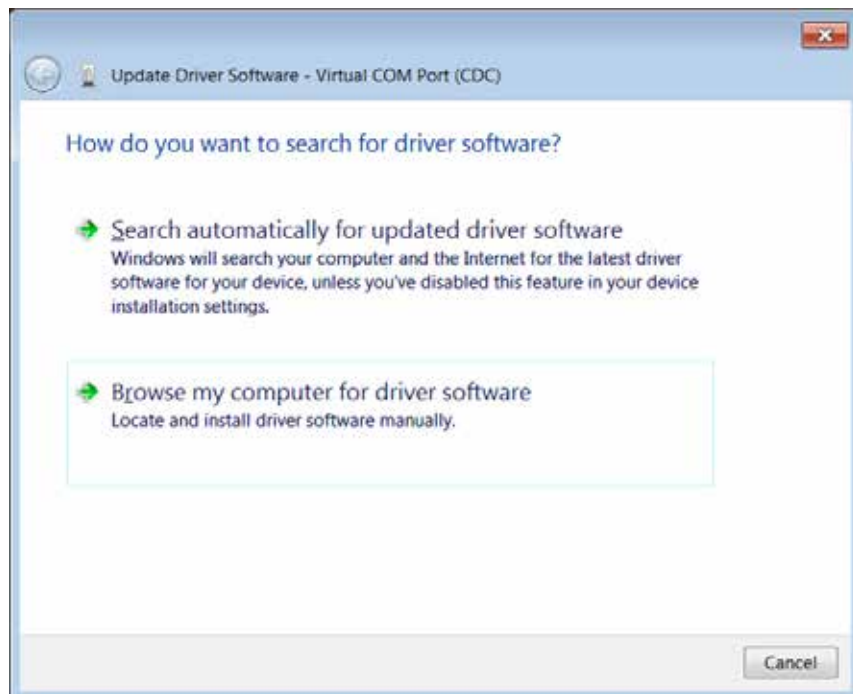 Update Driver Software - Virtual COM Port (CDC)
How do you want to search for driver software?
Search automatically for updated driver software
Windows will search your computer and the Internet for the latest driver
software for your device, unless you've disabled this feature in your device
installation settings.
Browse my computer for driver software
Locate and install driver software manually.
Cancel